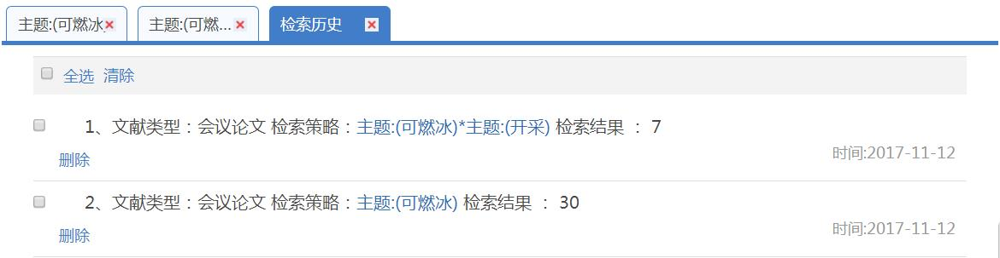 主题:(可燃冰) 主题:(可燃... 检索历史
全选 清除
1、文献类型：会议论文 检索策略：主题:(可燃冰)*主题:(开采) 检索结果 ： 7
时间:2017-11-12
删除
2、文献类型：会议论文 检索策略：主题:(可燃冰) 检索结果 ： 30
时间:2017-11-12
删除